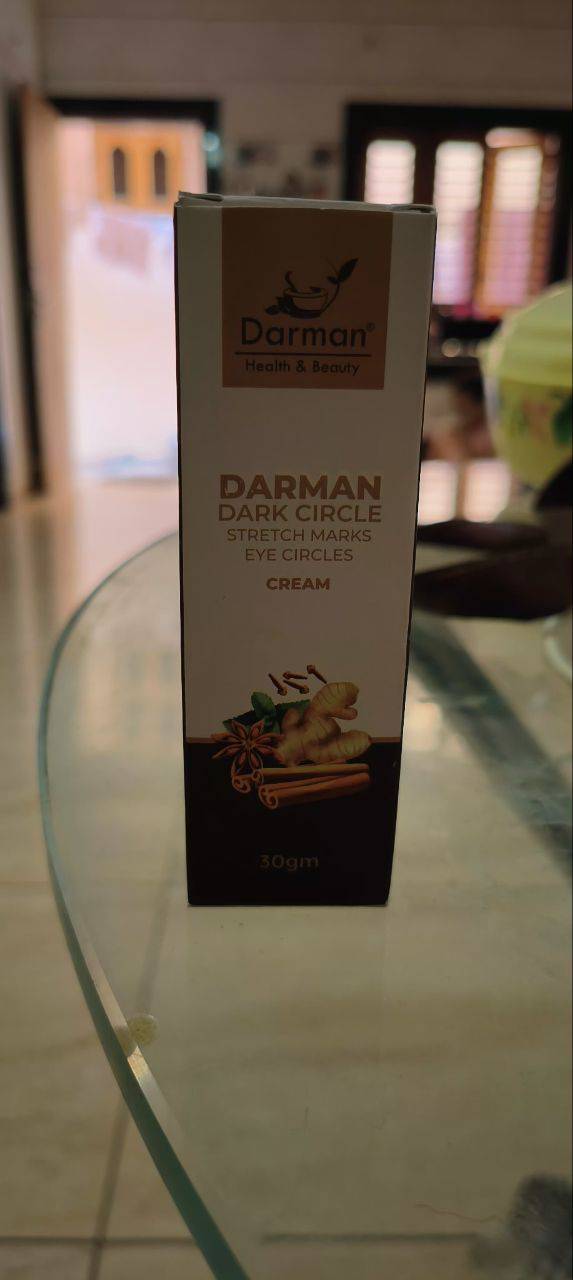 Darman®
Health & Beauty
DARMAN
DARK CIRCLE
STRETCH MARKS
EYE CIRCLES
CREAM
30gm